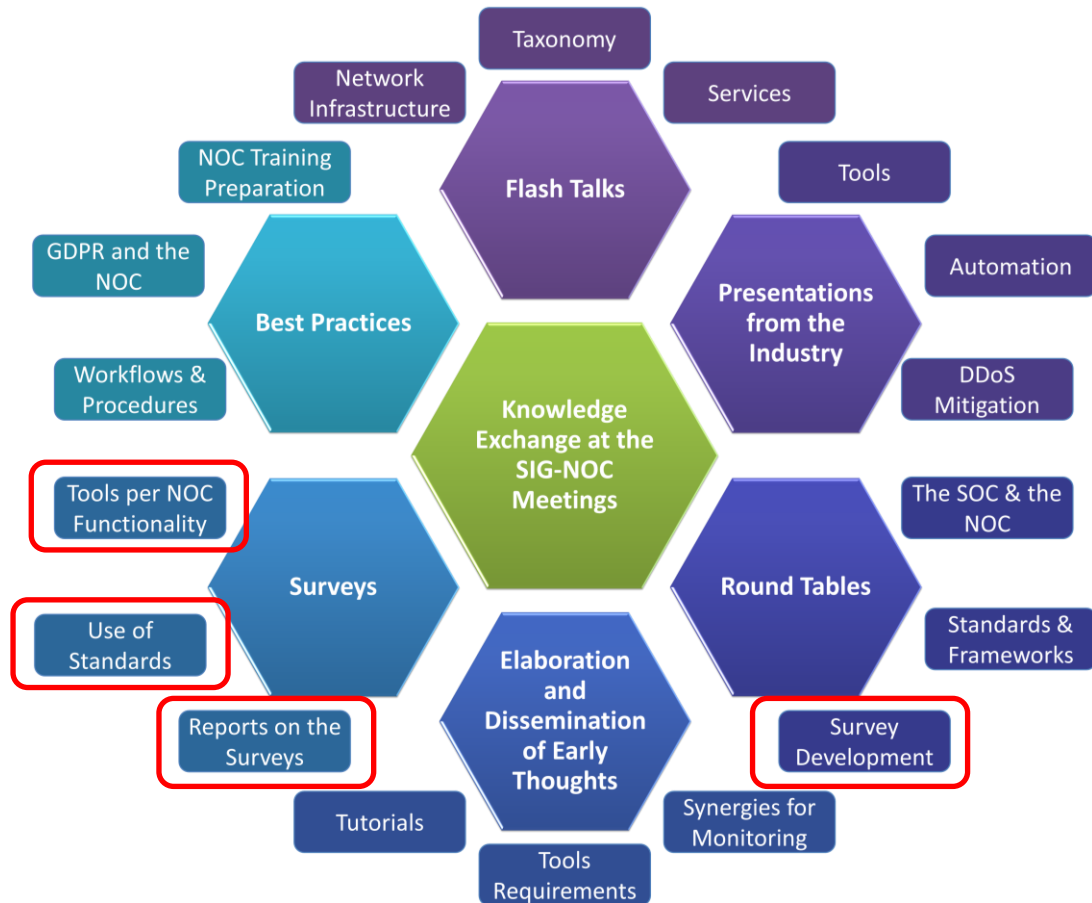 Taxonomy
Network
Infrastructure
Services
Flash Talks
NOC Training
Preparation
Tools
GDPR and the
NOC
Best Practices
Presentations
from the
Industry
Automation
Workflows &
Procedures
DDoS
Mitigation
Knowledge
Exchange at the
SIG-NOC
Meetings
Tools per NOC
Functionality
The SOC & the
NOC
Surveys
Round Tables
Use of
Standards
Standards &
Frameworks
Elaboration
and
Dissemination
of Early
Thoughts
Reports on the
Surveys
Survey
Development
Tutorials
Synergies for
Monitoring
Tools
Requirements